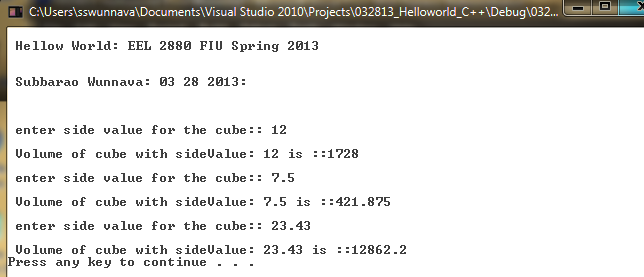 C:\Users\sswunnava\Documents\Visual Studio 2010\Projects\032813_Helloworld_C++\Debug\032...
Hellow World: EEL 2880 FIU Spring 2013
Subbarao Wunnava: 03 28 2013:
enter side value for the cube:: 12
Volume of cube with sideValue: 12 is ::1728
enter side value for the cube:: 7.5
Volume of cube with sideValue: 7.5 is ::421.875
enter side value for the cube:: 23.43
Volume of cube with sideValue: 23.43 is ::12862.2
Press any key to continue . . .